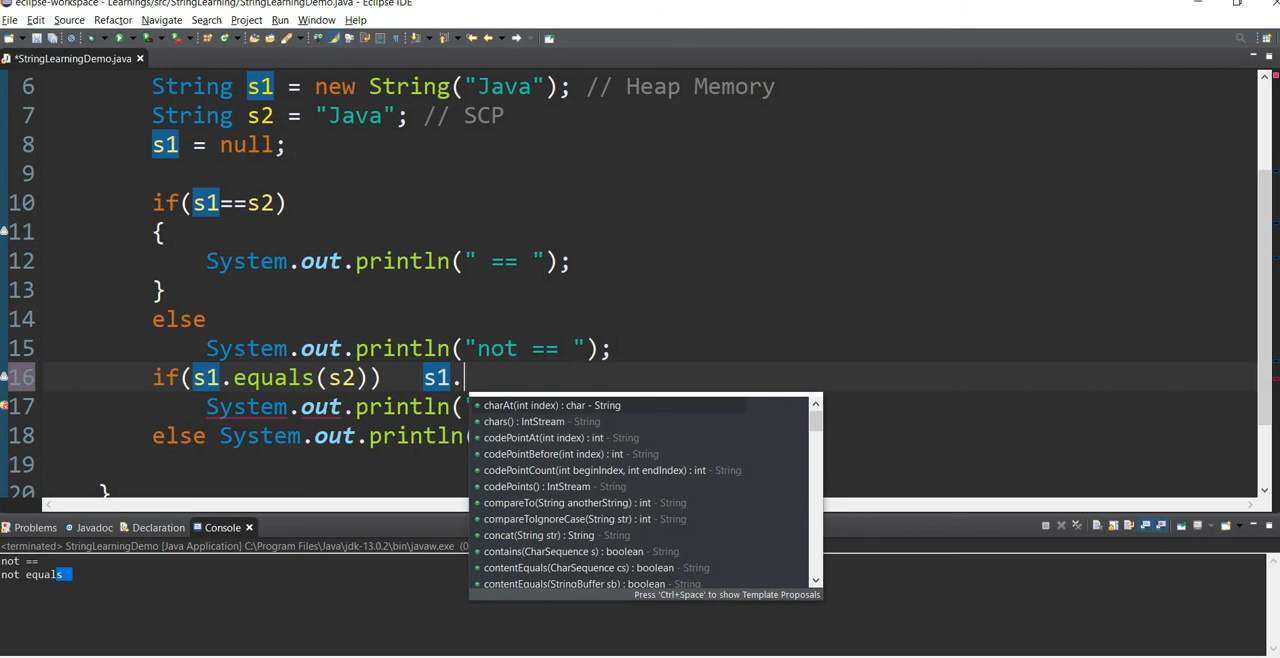 eclipse-workspace - Learnings/src/StringLearning/StringLearningDemo.java - Eclipse IDE
File Edit Source Refactor Navigate Search Project Run Window Help
*StringLearningDemo.java
6 String s1 = new String("Java"); // Heap Memory
7 String s2 = "Java"; // SCP
8 s1 = null;
9
10 if(s1==s2)
11 {
12 System.out.println(" == ");
13 }
14 else
15 System.out.println("not == ");
16 if(s1.equals(s2)) s1.
17 System.out.println("
18 else System.out.println(
19
20 }
charAt(int index) : char - String
chars() : IntStream - String
codePointAt(int index) : int - String
codePointBefore(int index) : int - String
codePointCount(int beginIndex, int endIndex) : int - String
codePoints() : IntStream - String
compareTo(String anotherString) : int - String
compareToIgnoreCase(String str) : int - String
concat(String str) : String - String
contains(CharSequence s) : boolean - String
contentEquals(CharSequence cs) : boolean - String
contentEquals(StringBuffer sb) : boolean - String
Press 'Ctrl+Space' to show Template Proposals
Problems Javadoc Declaration Console
<terminated> StringLearningDemo [Java Application] C:\Program Files\Java\jdk-13.0.2\bin\javaw.exe (0
not ==
not equals